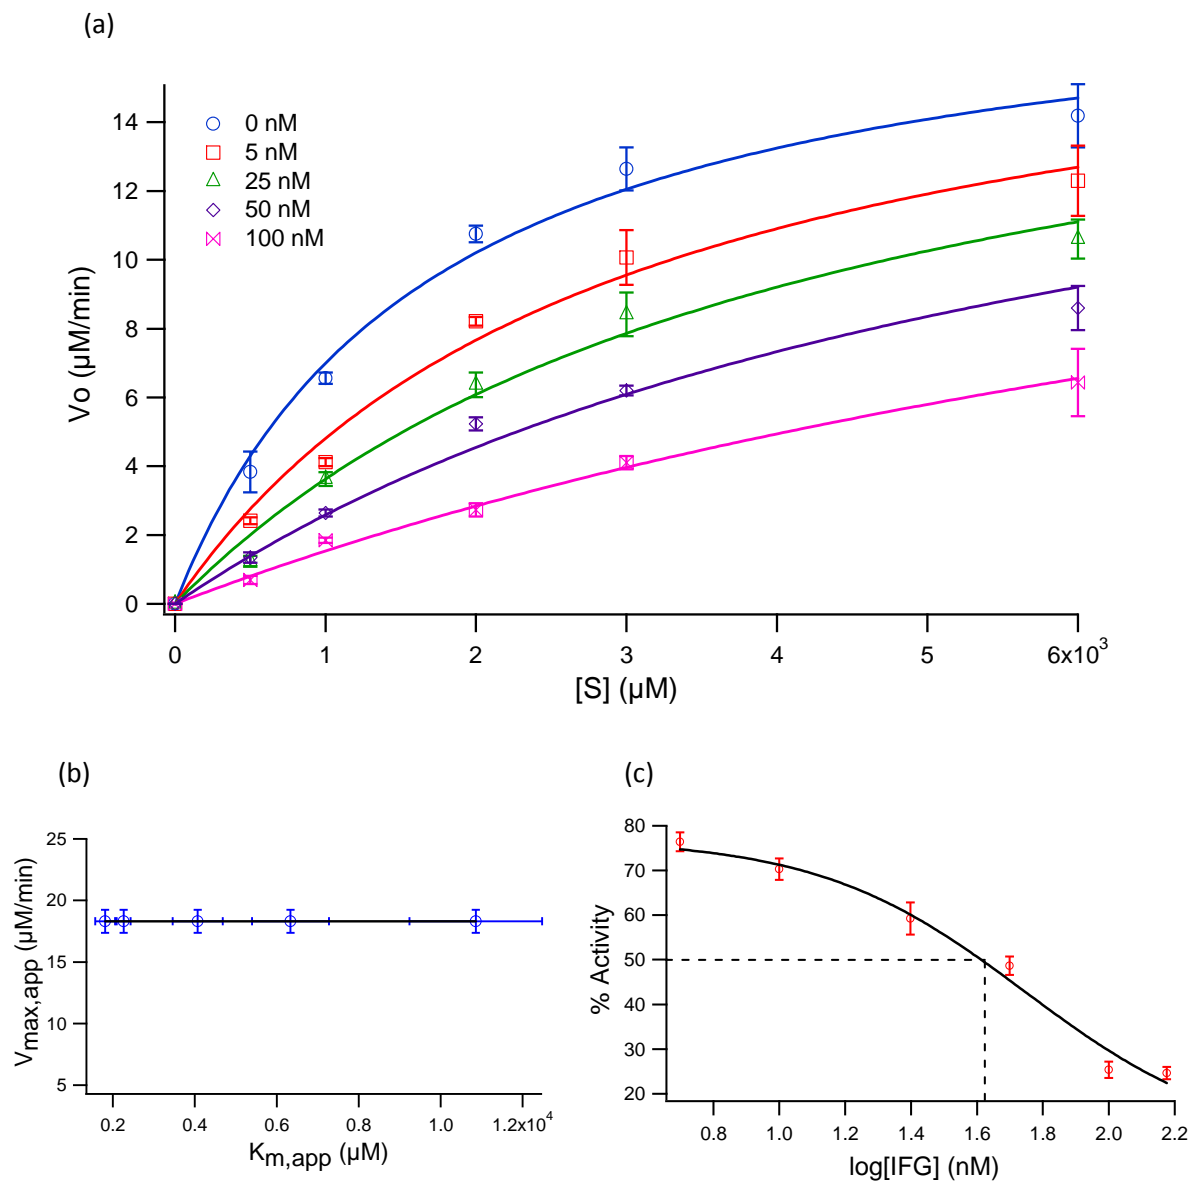 (a)
14
12
10
8
6
4
2
0
Vo (µM/min)
0 nM
5 nM
25 nM
50 nM
100 nM
0
1
2
3
4
5
6x10³
[S] (µM)
(b)
25
20
15
10
5
Vmax,app (µM/min)
0.2
0.4
0.6
0.8
1.0
1.2x10⁴
Km,app (µM)
(c)
80
70
60
50
40
30
20
% Activity
0.8
1.0
1.2
1.4
1.6
1.8
2.0
2.2
log[IFG] (nM)